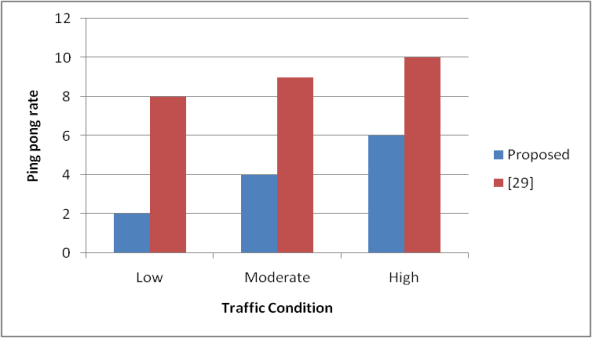 12
10
8
6
4
2
0
Ping pong rate
Low Moderate High
Traffic Condition
Proposed
[29]